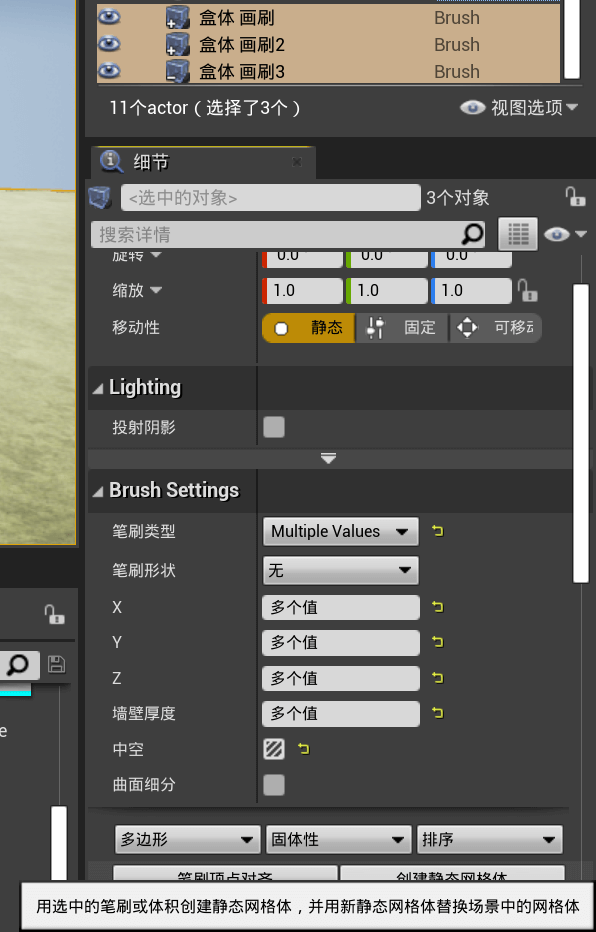 盒体 画刷 Brush
盒体 画刷2 Brush
盒体 画刷3 Brush
11个actor（选择了3个） 视图选项
细节
<选中的对象> 3个对象
搜索详情
旋转 0.0 0.0 0.0
缩放 1.0 1.0 1.0
移动性 静态 固定 可移动
Lighting
投射阴影
Brush Settings
笔刷类型 Multiple Values
笔刷形状 无
X 多个值
Y 多个值
Z 多个值
e
墙壁厚度 多个值
中空
曲面细分
多边形 固体性 排序
笔刷顶点对齐 创建静态网格体
用选中的笔刷或体积创建静态网格体，并用新静态网格体替换场景中的网格体